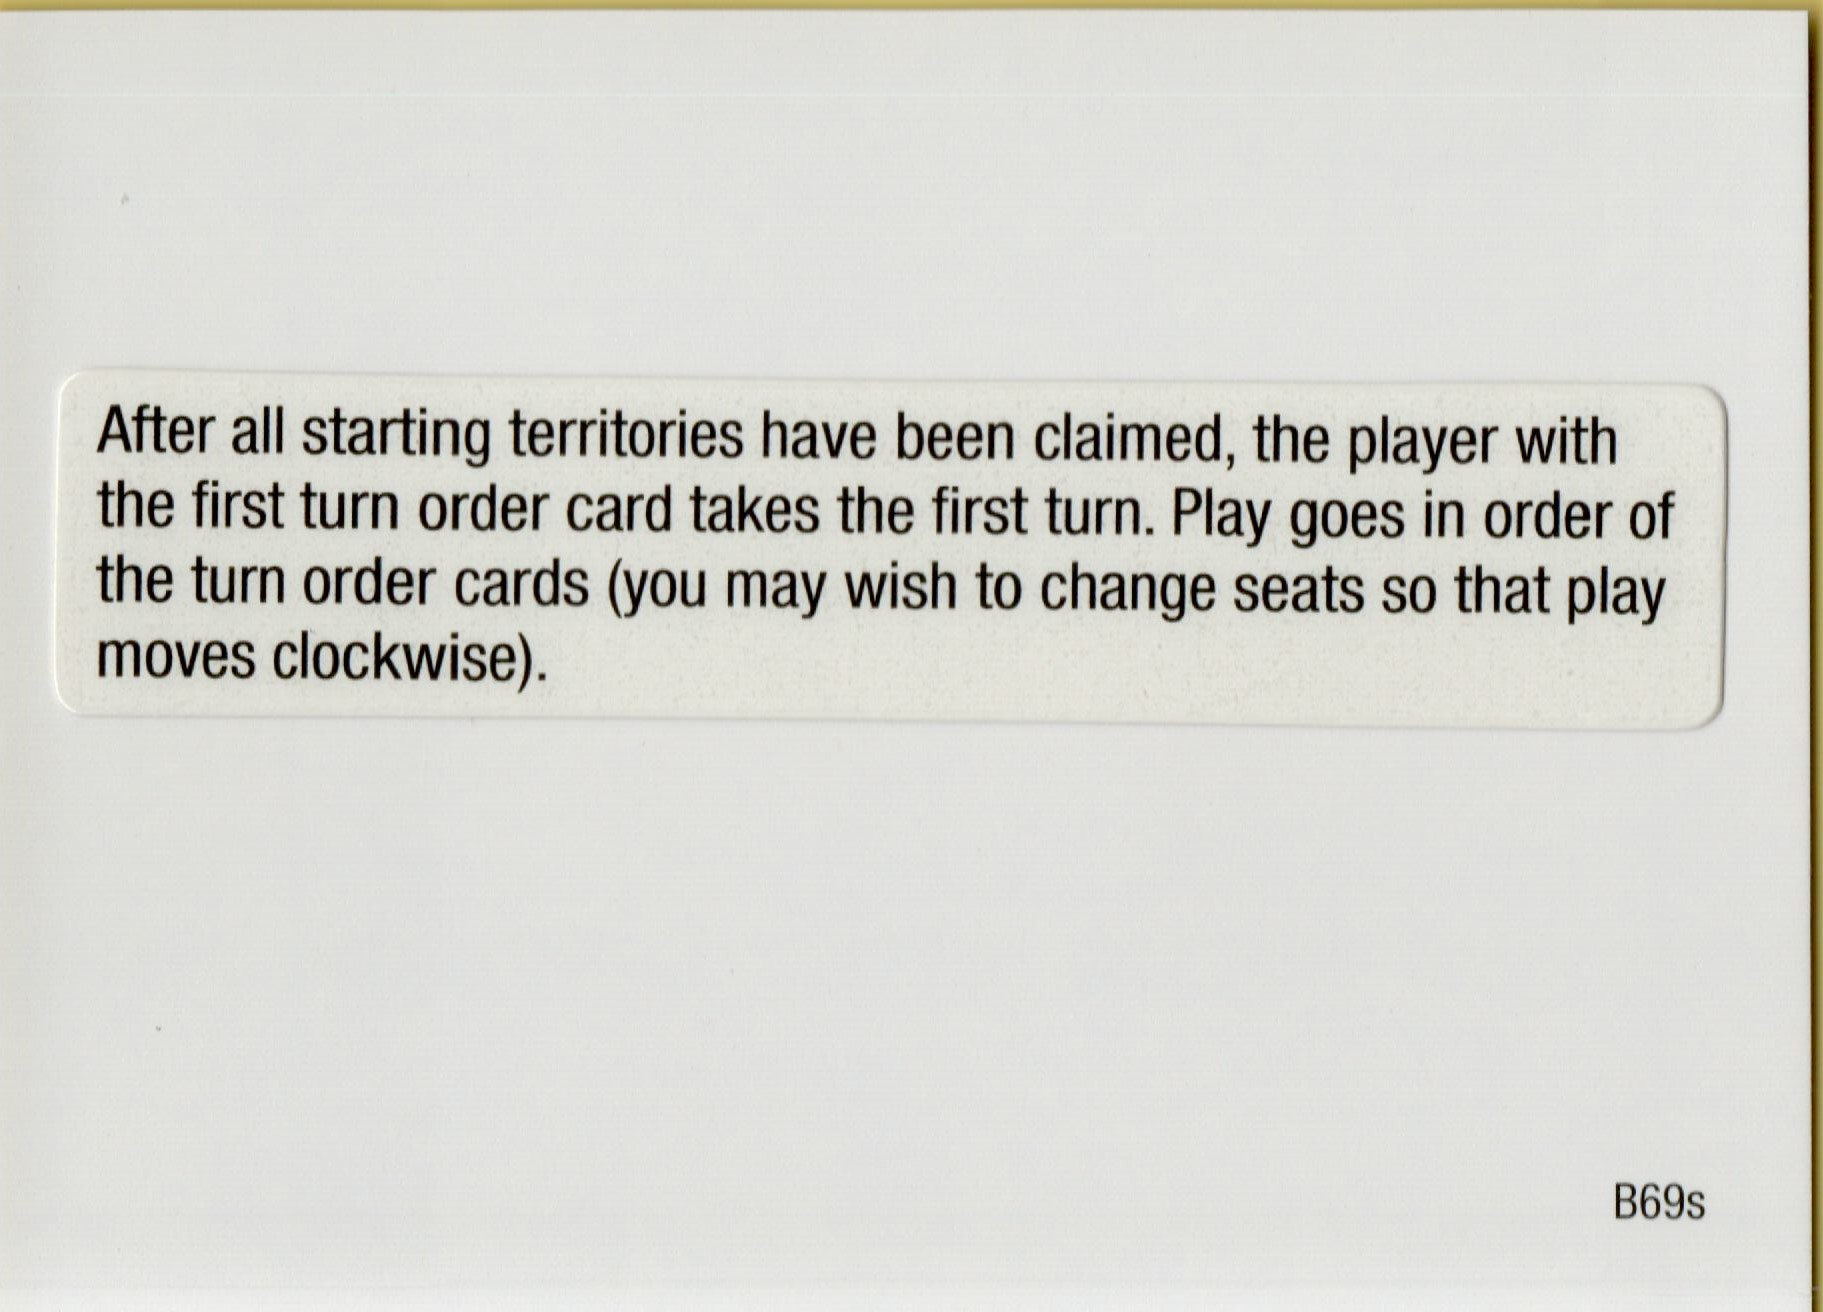 After all starting territories have been claimed, the player with
the first turn order card takes the first turn. Play goes in order of
the turn order cards (you may wish to change seats so that play
moves clockwise).
B69s